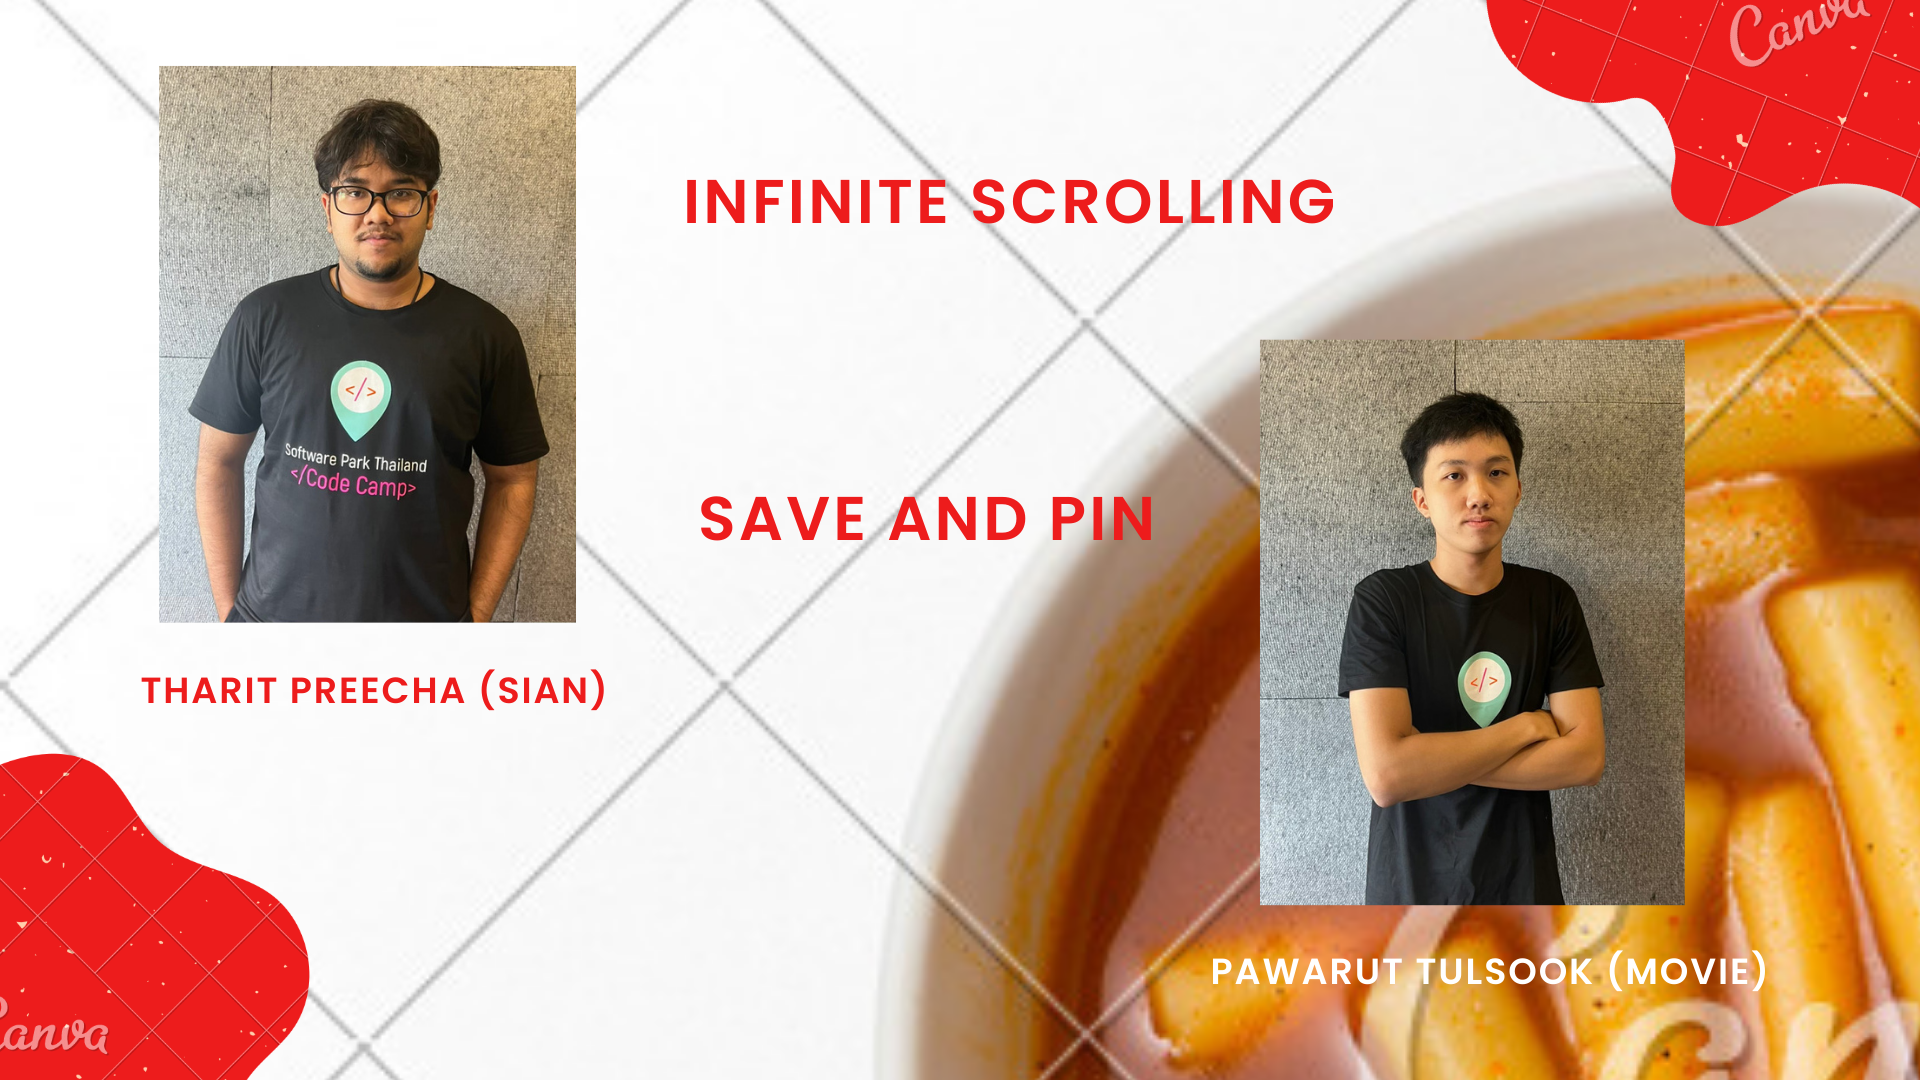 Canva
INFINITE SCROLLING
</>
Software Park Thailand
</Code Camp>
SAVE AND PIN
</>
THARIT PREECHA (SIAN)
PAWARUT TULSOOK (MOVIE)
Canva